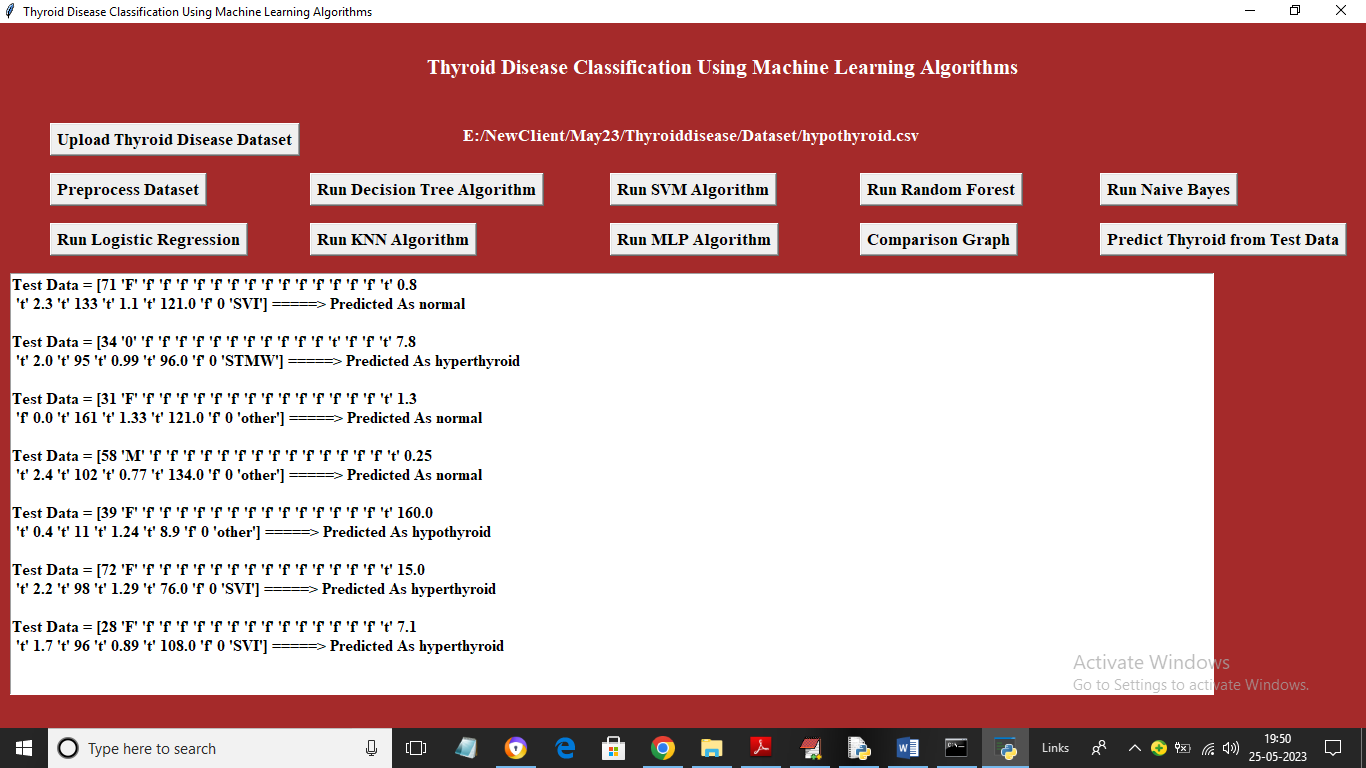 Thyroid Disease Classification Using Machine Learning Algorithms
Thyroid Disease Classification Using Machine Learning Algorithms
Upload Thyroid Disease Dataset E:/NewClient/May23/Thyroiddisease/Dataset/hypothyroid.csv
Preprocess Dataset Run Decision Tree Algorithm Run SVM Algorithm Run Random Forest Run Naive Bayes
Run Logistic Regression Run KNN Algorithm Run MLP Algorithm Comparison Graph Predict Thyroid from Test Data
Test Data = [71 'F' 'f' 'f' 'f' 'f' 'f' 'f' 'f' 'f' 'f' 'f' 'f' 'f' 'f' 'f' 't' 0.8
't' 2.3 't' 133 't' 1.1 't' 121.0 'f' 0 'SVI'] =====> Predicted As normal
Test Data = [34 '0' 'f' 'f' 'f' 'f' 'f' 'f' 'f' 'f' 'f' 'f' 'f' 't' 'f' 'f' 't' 7.8
't' 2.0 't' 95 't' 0.99 't' 96.0 'f' 0 'STMW'] =====> Predicted As hyperthyroid
Test Data = [31 'F' 'f' 'f' 'f' 'f' 'f' 'f' 'f' 'f' 'f' 'f' 'f' 'f' 'f' 'f' 't' 1.3
'f' 0.0 't' 161 't' 1.33 't' 121.0 'f' 0 'other'] =====> Predicted As normal
Test Data = [58 'M' 'f' 'f' 'f' 'f' 'f' 'f' 'f' 'f' 'f' 'f' 'f' 'f' 'f' 'f' 't' 0.25
't' 2.4 't' 102 't' 0.77 't' 134.0 'f' 0 'other'] =====> Predicted As normal
Test Data = [39 'F' 'f' 'f' 'f' 'f' 'f' 'f' 'f' 'f' 'f' 'f' 'f' 'f' 'f' 'f' 't' 160.0
't' 0.4 't' 11 't' 1.24 't' 8.9 'f' 0 'other'] =====> Predicted As hypothyroid
Test Data = [72 'F' 'f' 'f' 'f' 'f' 'f' 'f' 'f' 'f' 'f' 'f' 'f' 'f' 'f' 'f' 't' 15.0
't' 2.2 't' 98 't' 1.29 't' 76.0 'f' 0 'SVI'] =====> Predicted As hyperthyroid
Test Data = [28 'F' 'f' 'f' 'f' 'f' 'f' 'f' 'f' 'f' 'f' 'f' 'f' 'f' 'f' 'f' 't' 7.1
't' 1.7 't' 96 't' 0.89 't' 108.0 'f' 0 'SVI'] =====> Predicted As hyperthyroid
Activate Windows
Go to Settings to activate Windows.
Type here to search Links 19:50
25-05-2023